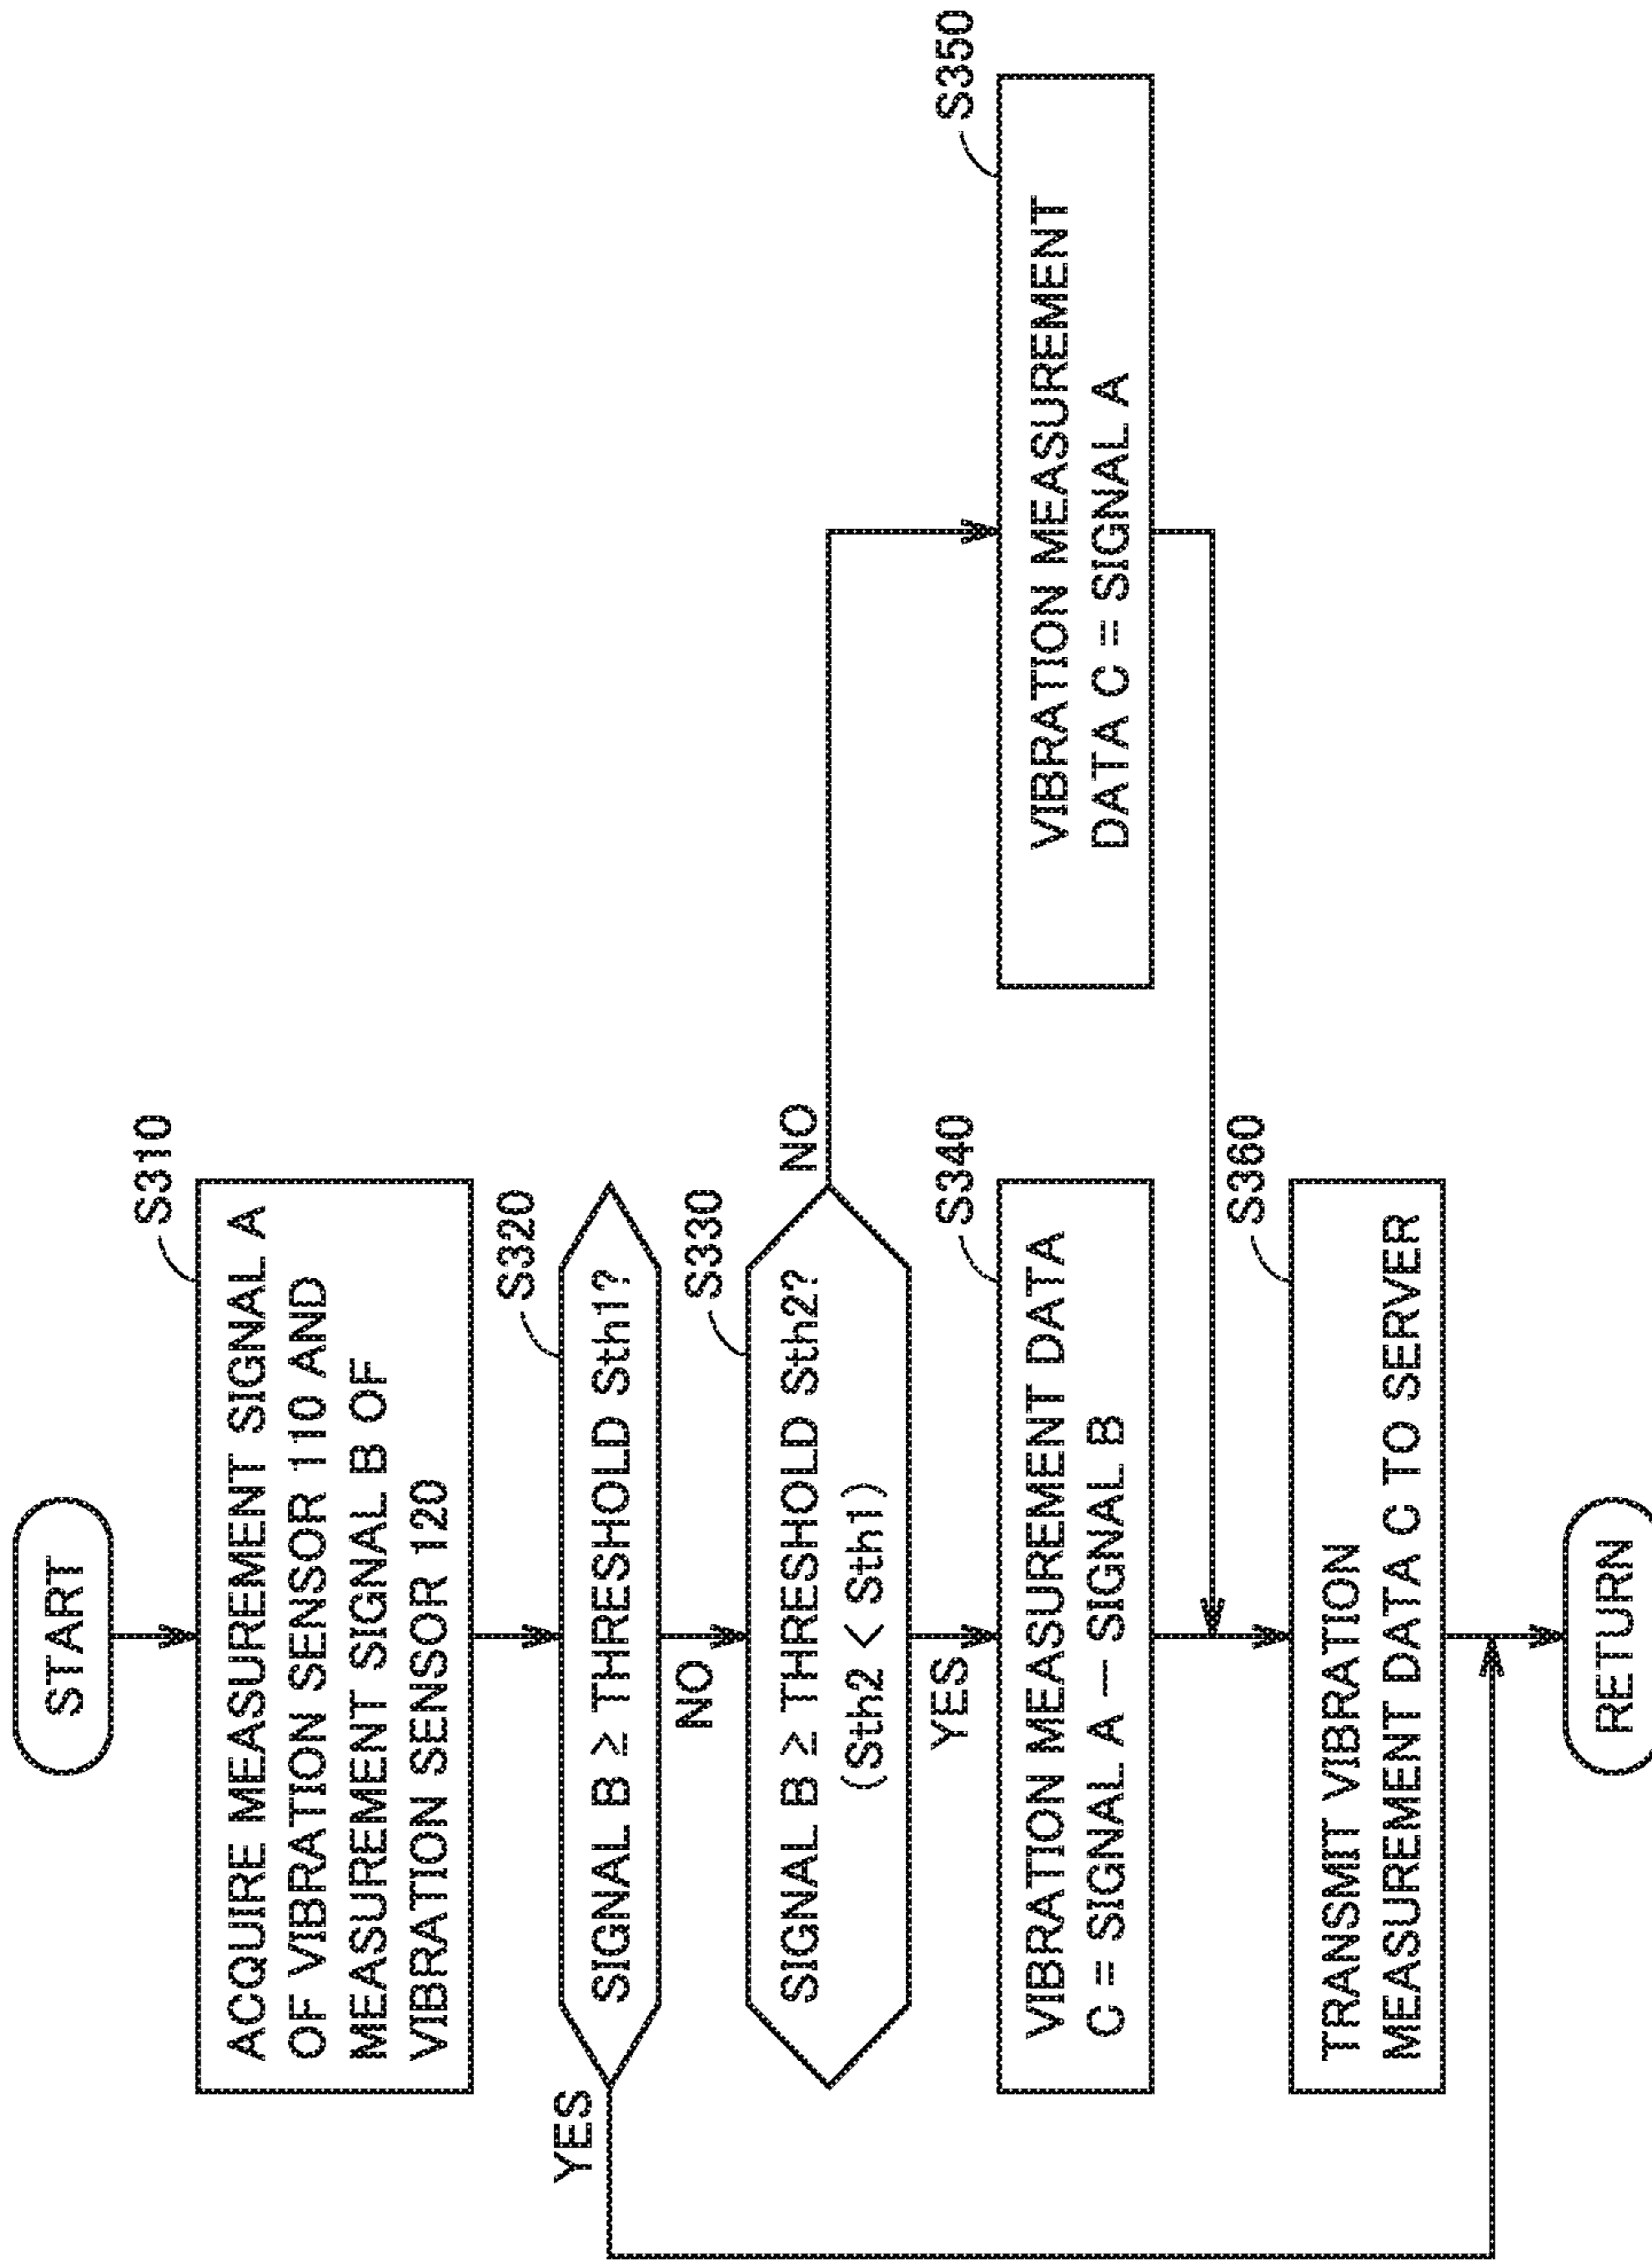 START
S310
ACQUIRE MEASUREMENT SIGNAL A
OF VIBRATION SENSOR 110 AND
MEASUREMENT SIGNAL B OF
VIBRATION SENSOR 120
S320
SIGNAL B ≥ THRESHOLD Sth1?
YES
NO
S330
SIGNAL B ≥ THRESHOLD Sth2?
(Sth2 < Sth1)
NO
YES
S340
VIBRATION MEASUREMENT DATA
C = SIGNAL A — SIGNAL B
S350
VIBRATION MEASUREMENT
DATA C = SIGNAL A
S360
TRANSMIT VIBRATION
MEASUREMENT DATA C TO SERVER
RETURN